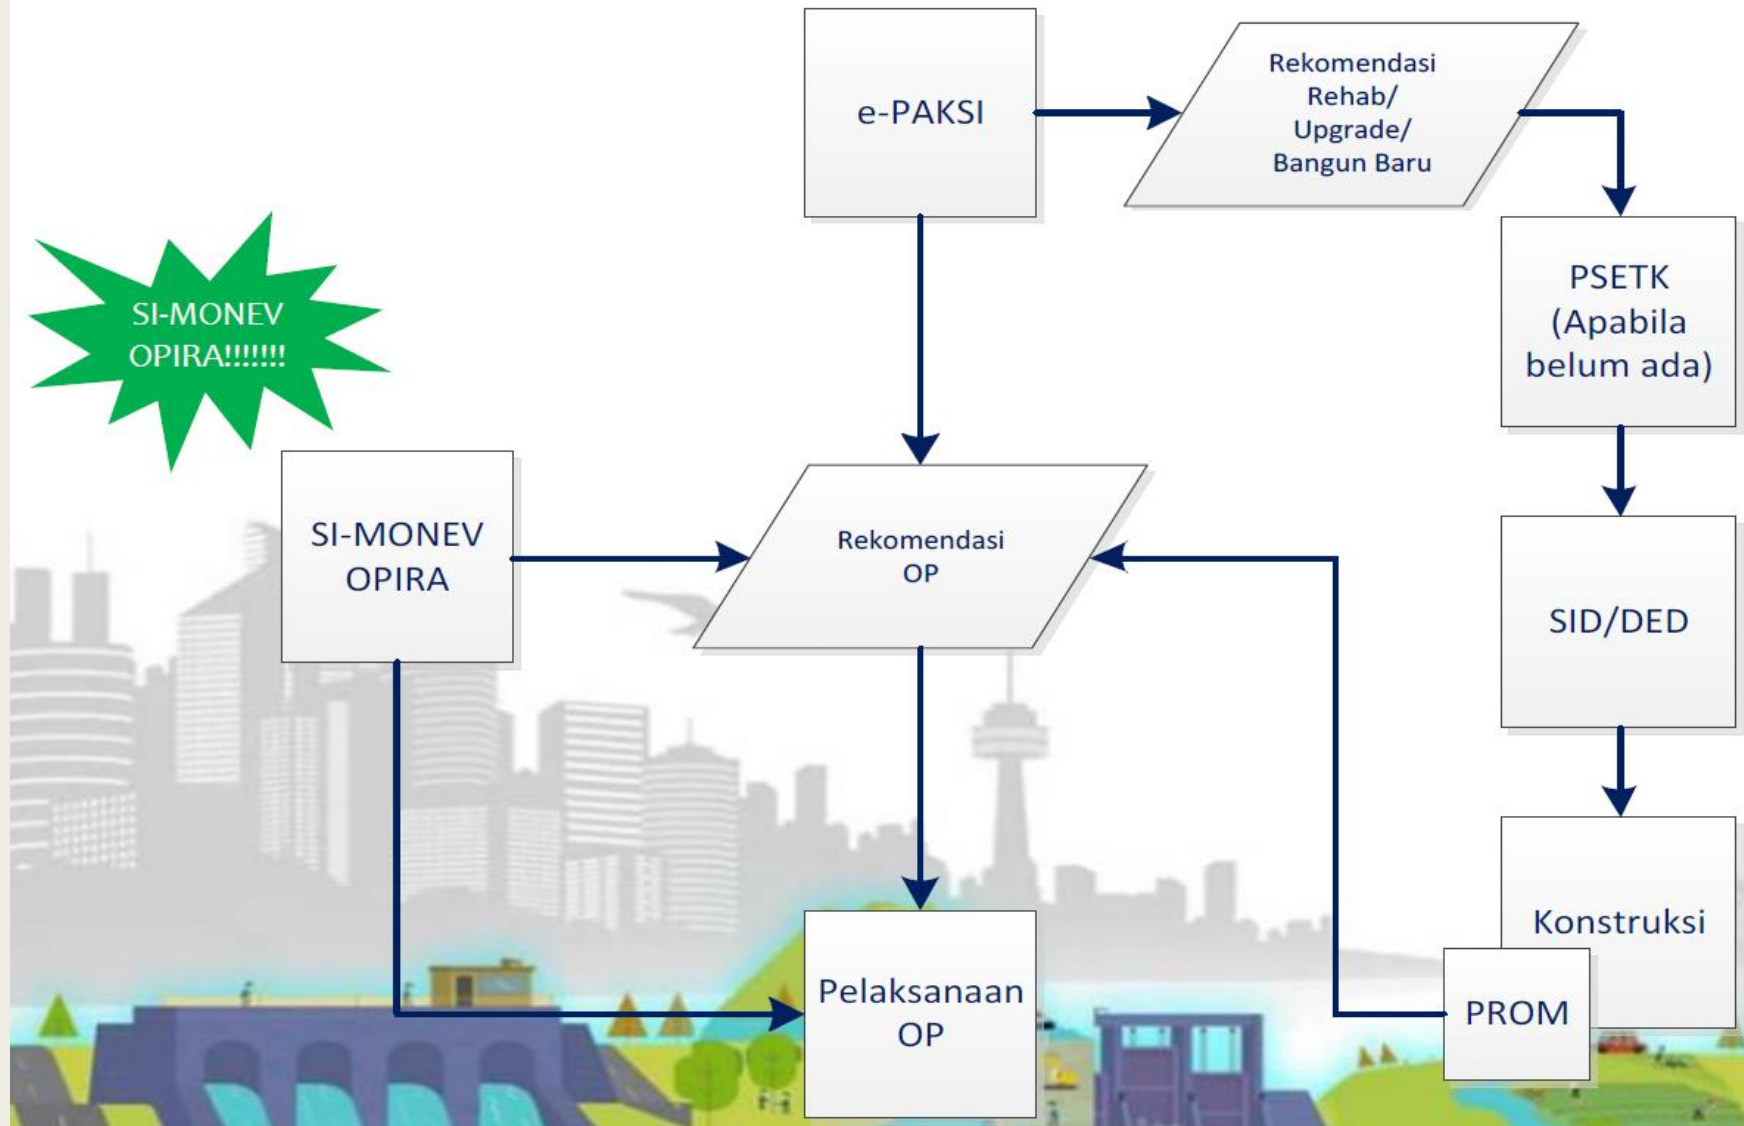 e-PAKSI
Rekomendasi
Rehab/
Upgrade/
Bangun Baru
PSETK
(Apabila
belum ada)
SI-MONEV
OPIRA!!!!!!!
SI-MONEV
OPIRA
Rekomendasi
OP
SID/DED
Konstruksi
PROM
Pelaksanaan
OP